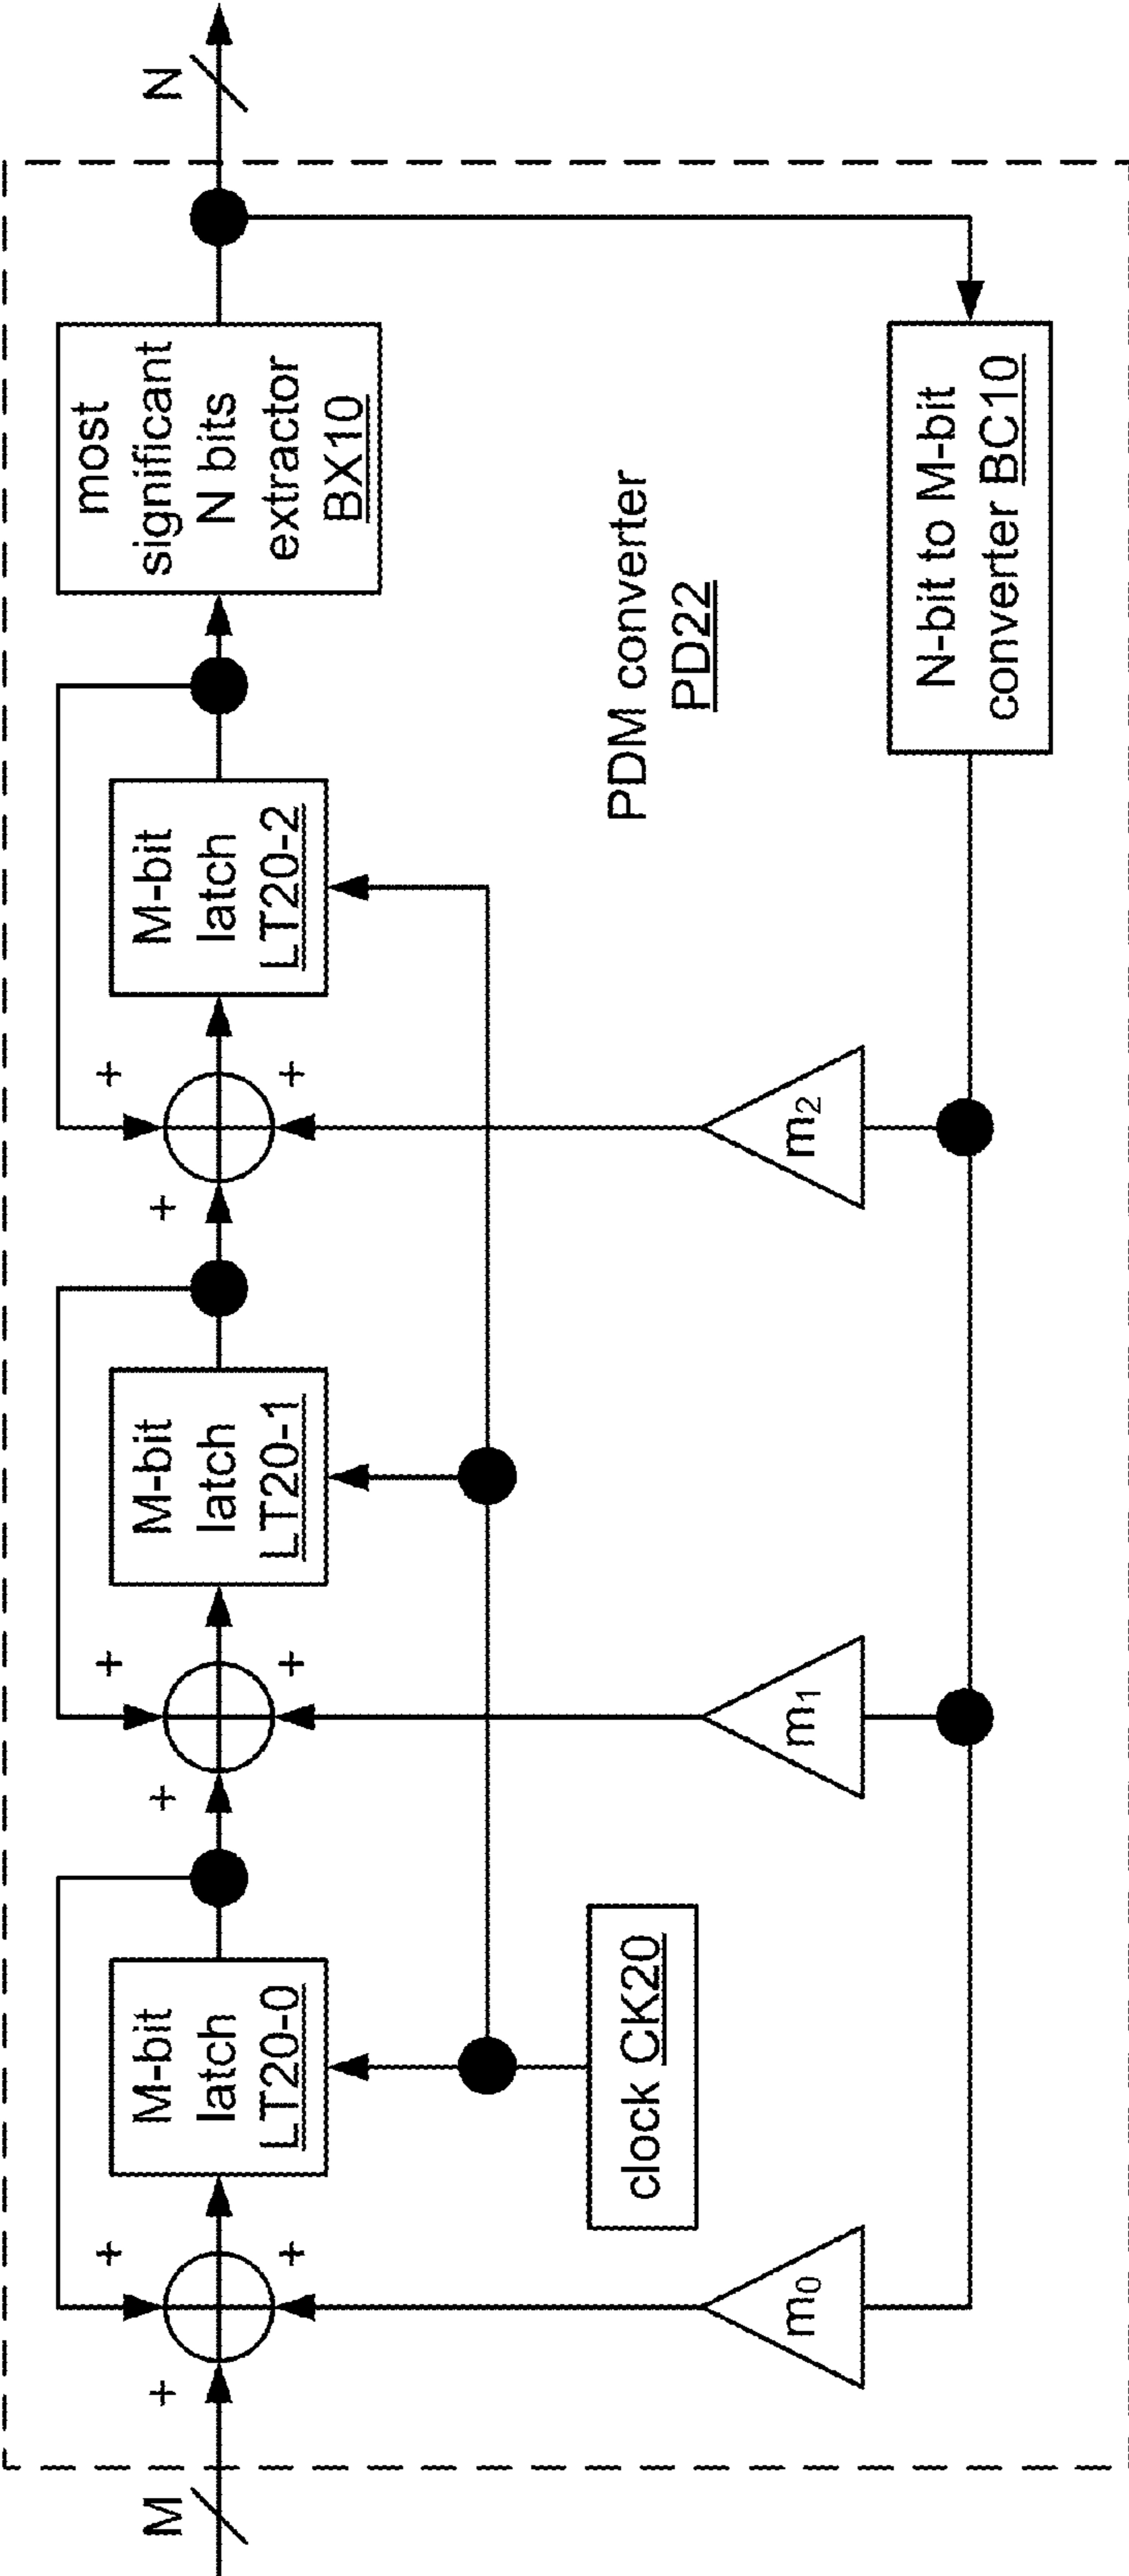 M
+
+
+
M-bit
latch
LT20-0
+
+
+
M-bit
latch
LT20-1
+
+
+
M-bit
latch
LT20-2
most
significant
N bits
extractor
BX10
N
clock CK20
PDM converter
PD22
m0
m1
m2
N-bit to M-bit
converter BC10